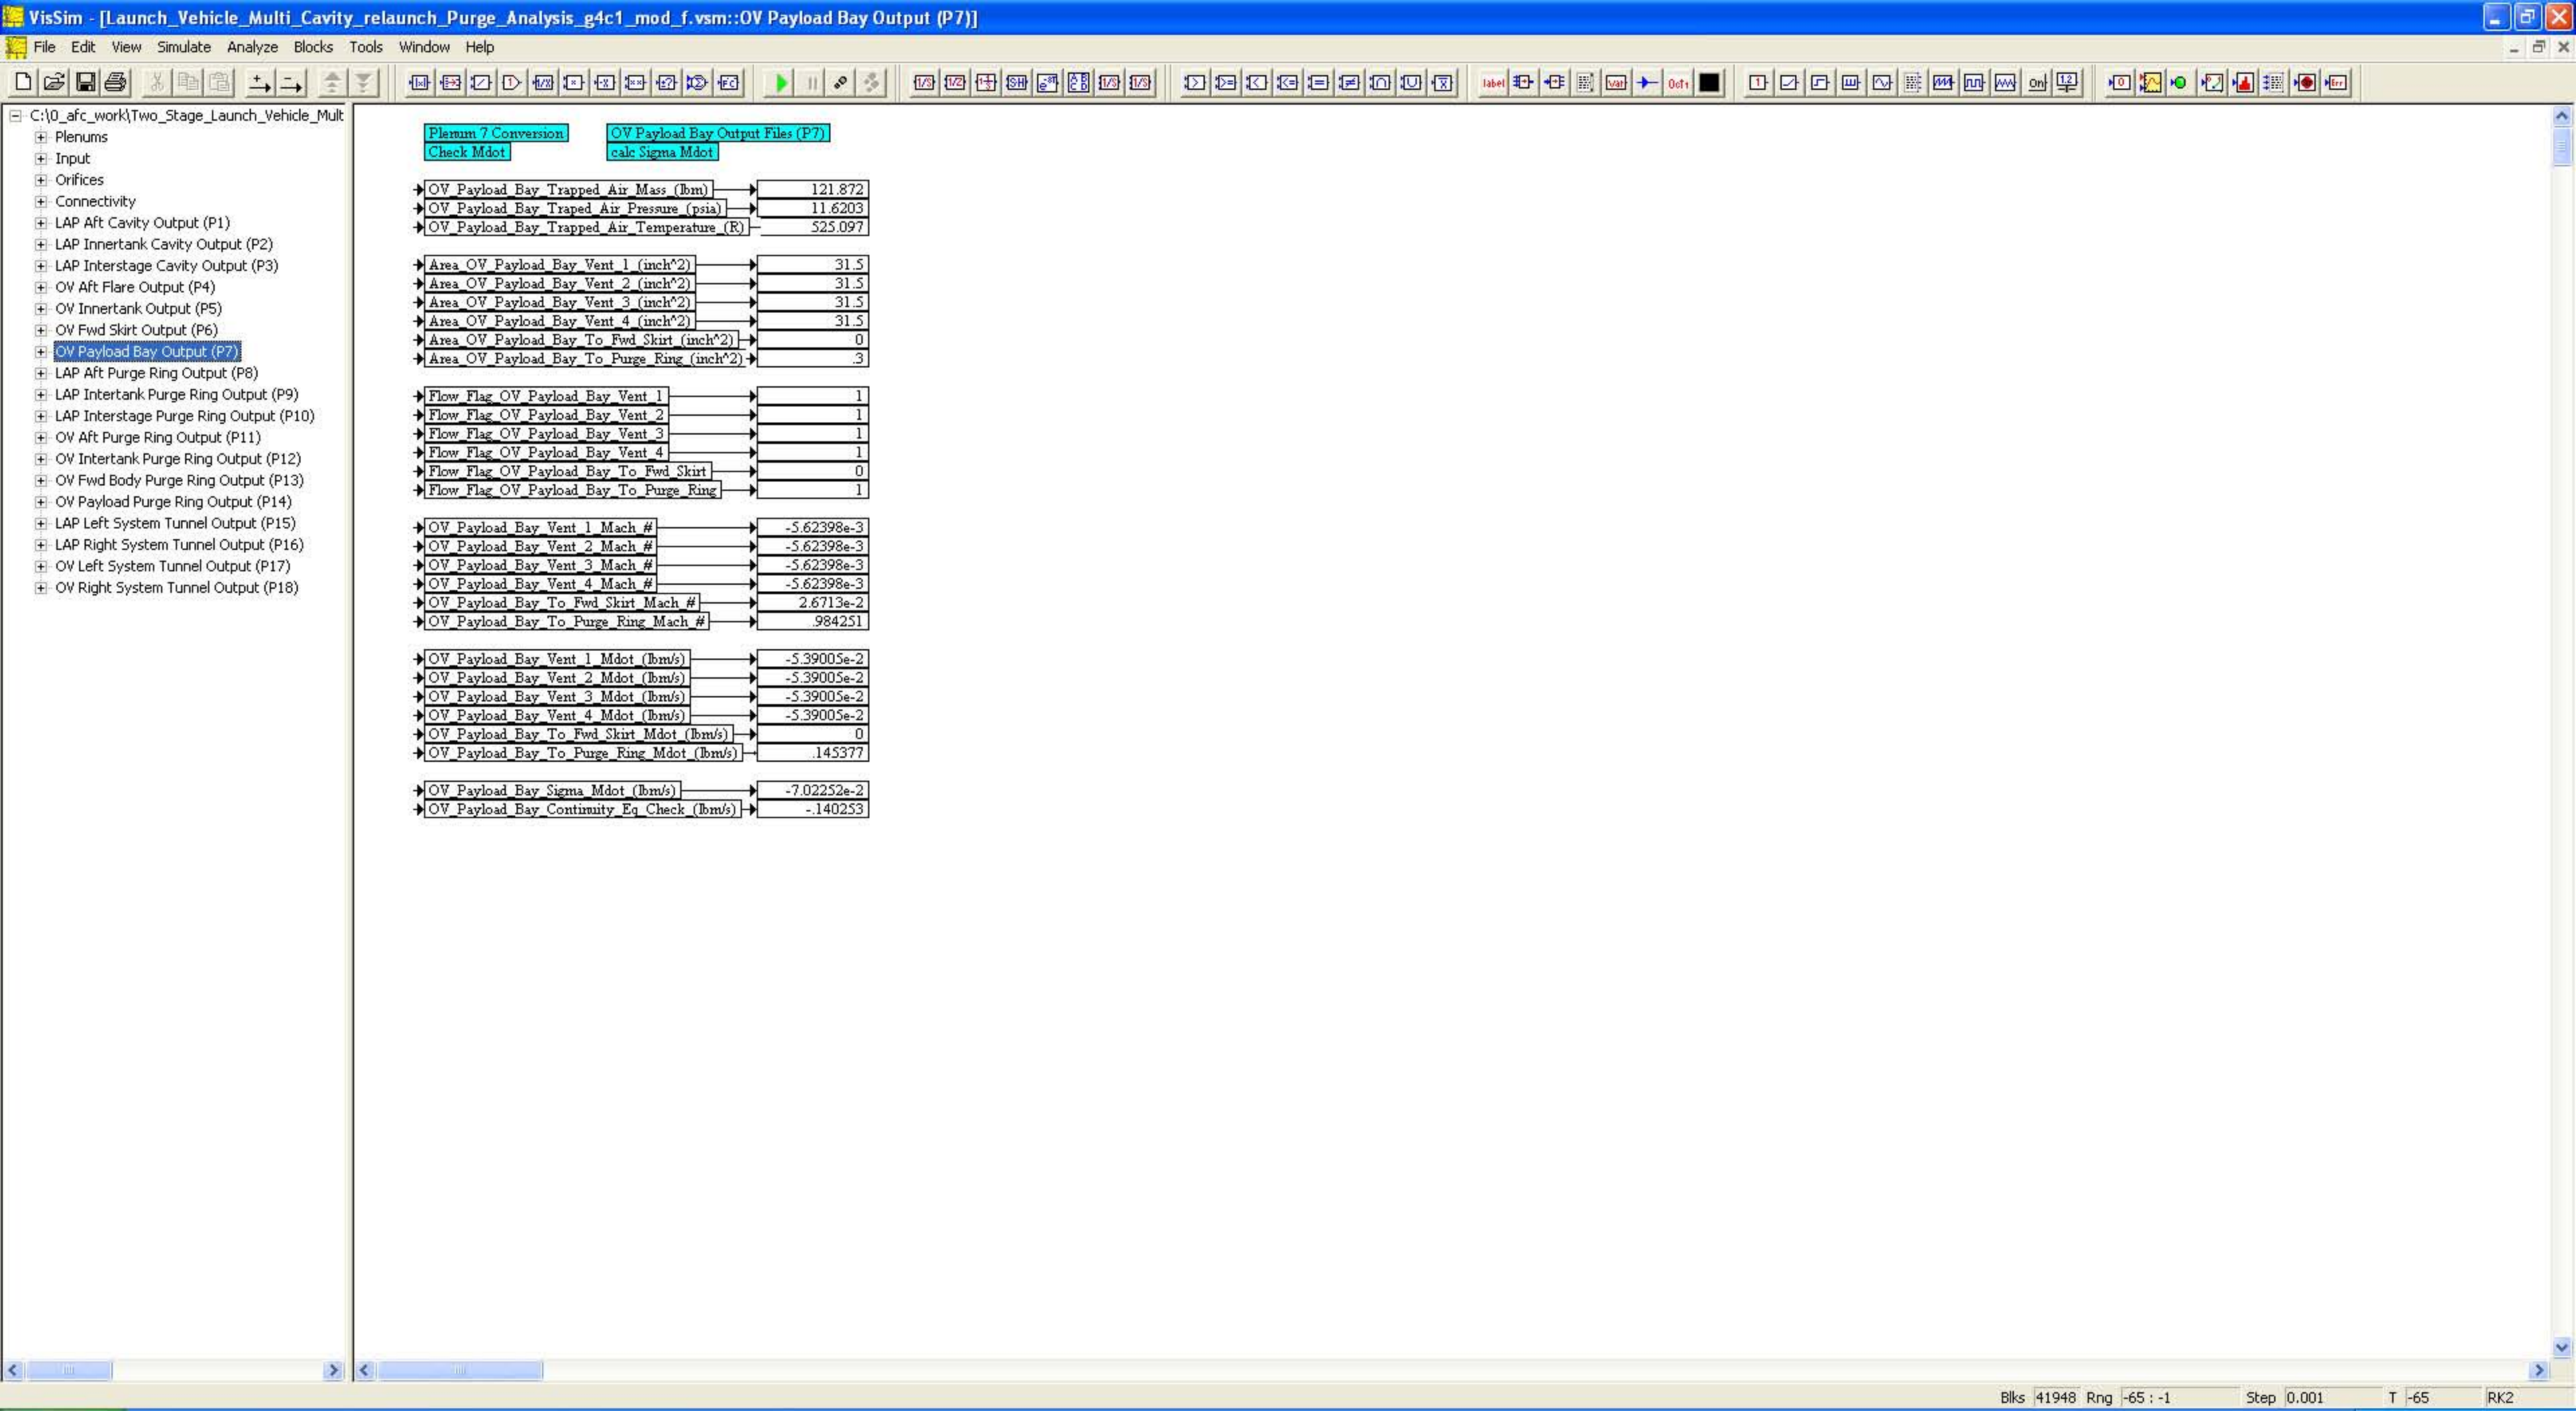 VisSim - [Launch_Vehicle_Multi_Cavity_relaunch_Purge_Analysis_g4c1_mod_f.vsm::OV Payload Bay Output (P7)]
File Edit View Simulate Analyze Blocks Tools Window Help
C:\0_afc_work\Two_Stage_Launch_Vehicle_Mult
Plenums
Input
Orifices
Connectivity
LAP Aft Cavity Output (P1)
LAP Innertank Cavity Output (P2)
LAP Interstage Cavity Output (P3)
OV Aft Flare Output (P4)
OV Innertank Output (P5)
OV Fwd Skirt Output (P6)
OV Payload Bay Output (P7)
LAP Aft Purge Ring Output (P8)
LAP Intertank Purge Ring Output (P9)
LAP Interstage Purge Ring Output (P10)
OV Aft Purge Ring Output (P11)
OV Intertank Purge Ring Output (P12)
OV Fwd Body Purge Ring Output (P13)
OV Payload Purge Ring Output (P14)
LAP Left System Tunnel Output (P15)
LAP Right System Tunnel Output (P16)
OV Left System Tunnel Output (P17)
OV Right System Tunnel Output (P18)
Plenum 7 Conversion OV Payload Bay Output Files (P7)
Check Mdot calc Sigma Mdot
OV_Payload_Bay_Trapped_Air_Mass_(lbm) 121.872
OV_Payload_Bay_Traped_Air_Pressure_(psia) 11.6203
OV_Payload_Bay_Trapped_Air_Temperature_(R) 525.097
Area_OV_Payload_Bay_Vent_1_(inch^2) 31.5
Area_OV_Payload_Bay_Vent_2_(inch^2) 31.5
Area_OV_Payload_Bay_Vent_3_(inch^2) 31.5
Area_OV_Payload_Bay_Vent_4_(inch^2) 31.5
Area_OV_Payload_Bay_To_Fwd_Skirt_(inch^2) 0
Area_OV_Payload_Bay_To_Purge_Ring_(inch^2) .3
Flow_Flag_OV_Payload_Bay_Vent_1 1
Flow_Flag_OV_Payload_Bay_Vent_2 1
Flow_Flag_OV_Payload_Bay_Vent_3 1
Flow_Flag_OV_Payload_Bay_Vent_4 1
Flow_Flag_OV_Payload_Bay_To_Fwd_Skirt 0
Flow_Flag_OV_Payload_Bay_To_Purge_Ring 1
OV_Payload_Bay_Vent_1_Mach_# -5.62398e-3
OV_Payload_Bay_Vent_2_Mach_# -5.62398e-3
OV_Payload_Bay_Vent_3_Mach_# -5.62398e-3
OV_Payload_Bay_Vent_4_Mach_# -5.62398e-3
OV_Payload_Bay_To_Fwd_Skirt_Mach_# 2.6713e-2
OV_Payload_Bay_To_Purge_Ring_Mach_# .984251
OV_Payload_Bay_Vent_1_Mdot_(lbm/s) -5.39005e-2
OV_Payload_Bay_Vent_2_Mdot_(lbm/s) -5.39005e-2
OV_Payload_Bay_Vent_3_Mdot_(lbm/s) -5.39005e-2
OV_Payload_Bay_Vent_4_Mdot_(lbm/s) -5.39005e-2
OV_Payload_Bay_To_Fwd_Skirt_Mdot_(lbm/s) 0
OV_Payload_Bay_To_Purge_Ring_Mdot_(lbm/s) .145377
OV_Payload_Bay_Sigma_Mdot_(lbm/s) -7.02252e-2
OV_Payload_Bay_Continuity_Eq_Check_(lbm/s) -.140253
Blks 41948 Rng -65 : -1 Step 0.001 T -65 RK2